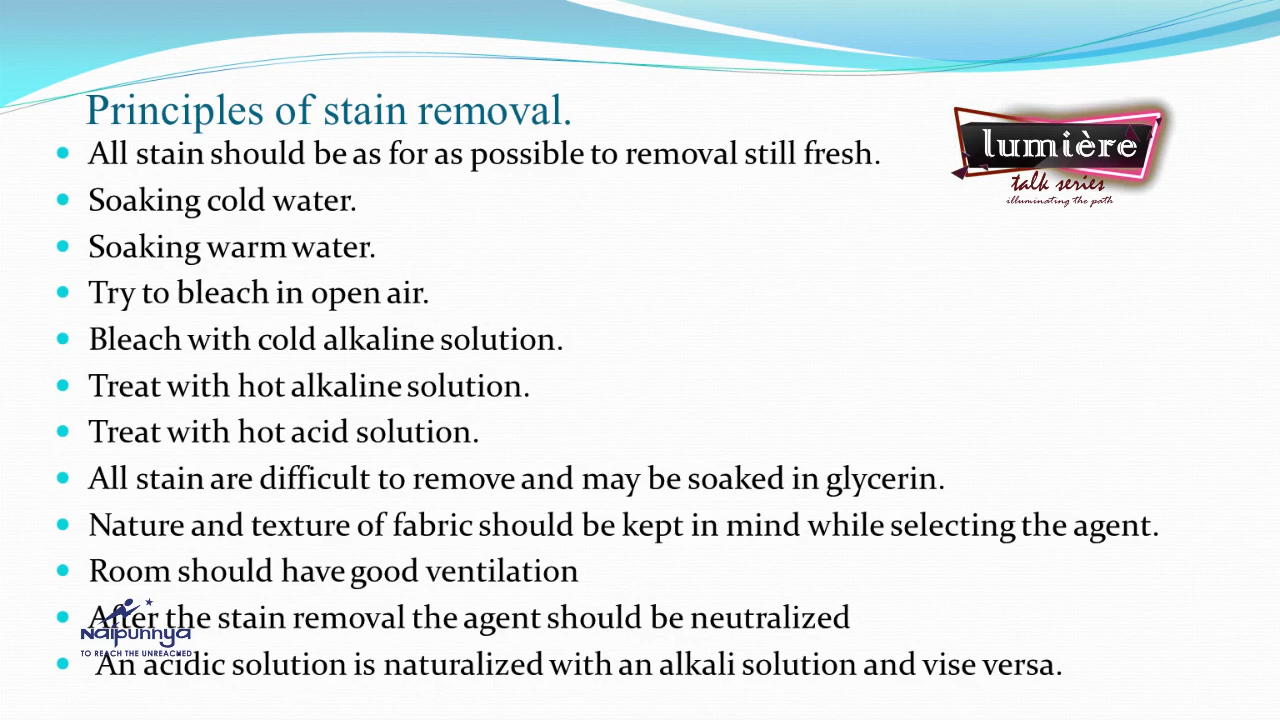 Principles of stain removal.
All stain should be as for as possible to removal still fresh.
Soaking cold water.
Soaking warm water.
Try to bleach in open air.
Bleach with cold alkaline solution.
Treat with hot alkaline solution.
Treat with hot acid solution.
All stain are difficult to remove and may be soaked in glycerin.
Nature and texture of fabric should be kept in mind while selecting the agent.
Room should have good ventilation
After the stain removal the agent should be neutralized
An acidic solution is naturalized with an alkali solution and vise versa.
lumière
talk series
illuminating the path
Naipunnya
TO REACH THE UNREACHED